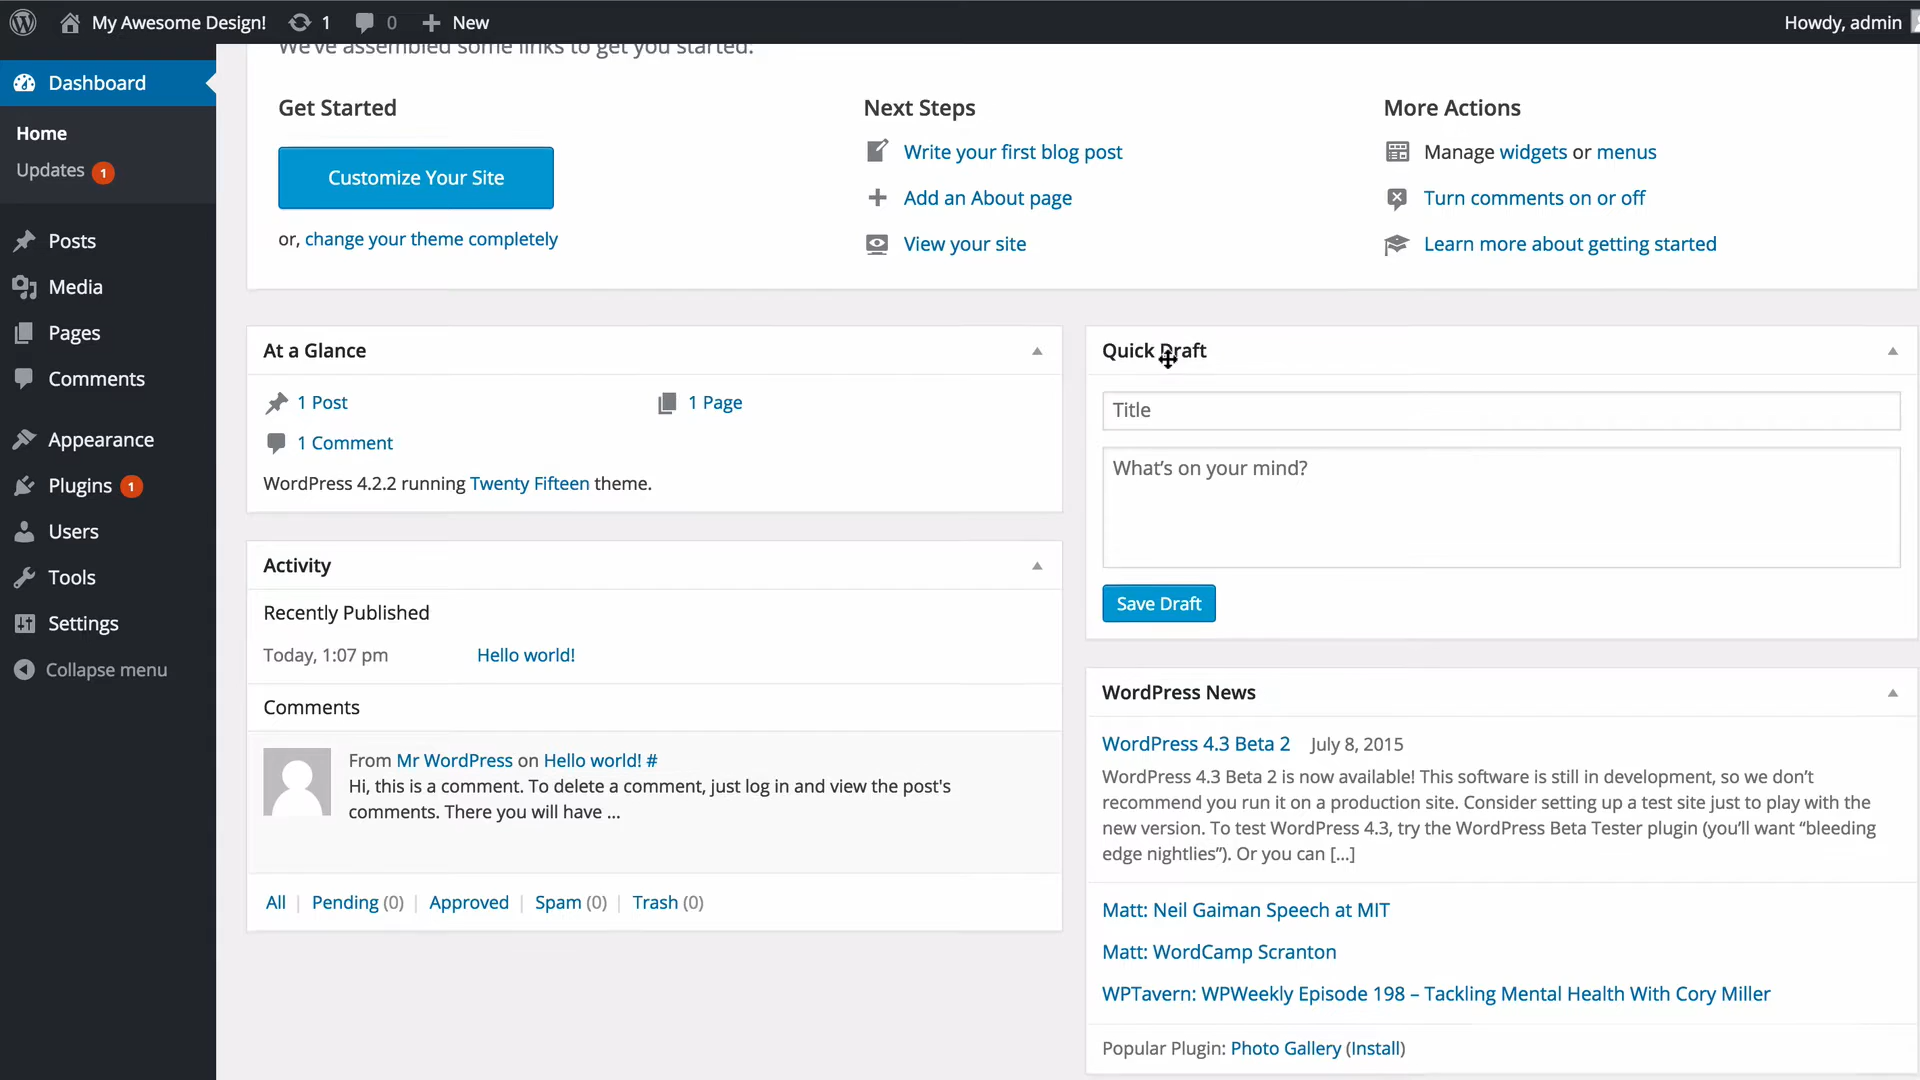 My Awesome Design! 1 0 New Howdy, admin
Dashboard
Home
Updates 1
Posts
Media
Pages
Comments
Appearance
Plugins 1
Users
Tools
Settings
Collapse menu
We've assembled some links to get you started:
Get Started
Customize Your Site
or, change your theme completely
Next Steps
Write your first blog post
Add an About page
View your site
More Actions
Manage widgets or menus
Turn comments on or off
Learn more about getting started
At a Glance
1 Post
1 Page
1 Comment
WordPress 4.2.2 running Twenty Fifteen theme.
Activity
Recently Published
Today, 1:07 pm Hello world!
Comments
From Mr WordPress on Hello world! #
Hi, this is a comment. To delete a comment, just log in and view the post's
comments. There you will have ...
All | Pending (0) | Approved | Spam (0) | Trash (0)
Quick Draft
Title
What's on your mind?
Save Draft
WordPress News
WordPress 4.3 Beta 2 July 8, 2015
WordPress 4.3 Beta 2 is now available! This software is still in development, so we don't
recommend you run it on a production site. Consider setting up a test site just to play with the
new version. To test WordPress 4.3, try the WordPress Beta Tester plugin (you'll want “bleeding
edge nightlies”). Or you can [...]
Matt: Neil Gaiman Speech at MIT
Matt: WordCamp Scranton
WPTavern: WPWeekly Episode 198 – Tackling Mental Health With Cory Miller
Popular Plugin: Photo Gallery (Install)